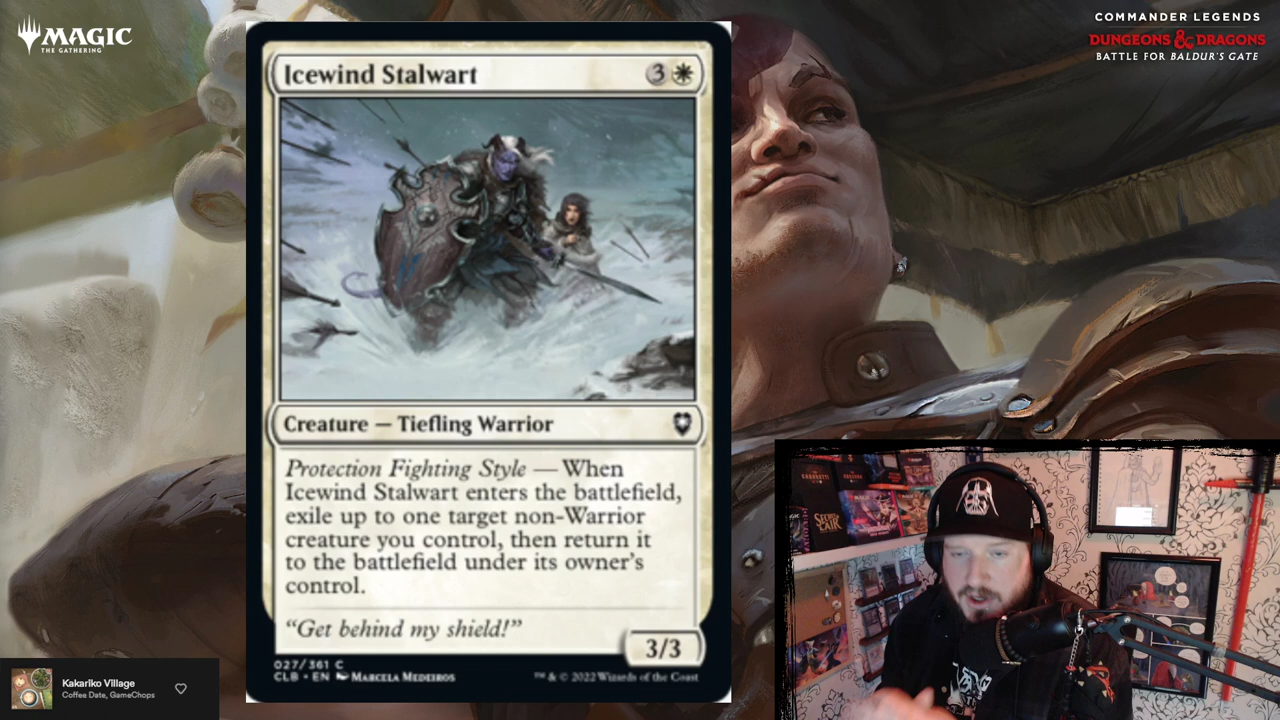 MAGIC
THE GATHERING
COMMANDER LEGENDS
DUNGEONS & DRAGONS
BATTLE FOR BALDUR'S GATE
Icewind Stalwart
3
Creature — Tiefling Warrior
Protection Fighting Style — When
Icewind Stalwart enters the battlefield,
exile up to one target non-Warrior
creature you control, then return it
to the battlefield under its owner's
control.
"Get behind my shield!"
3/3
027/361 C
CLB • EN Marcela Medeiros
™ & © 2022 Wizards of the Coast
Kakariko Village
Coffee Date, GameChops
SECRET
LAIR